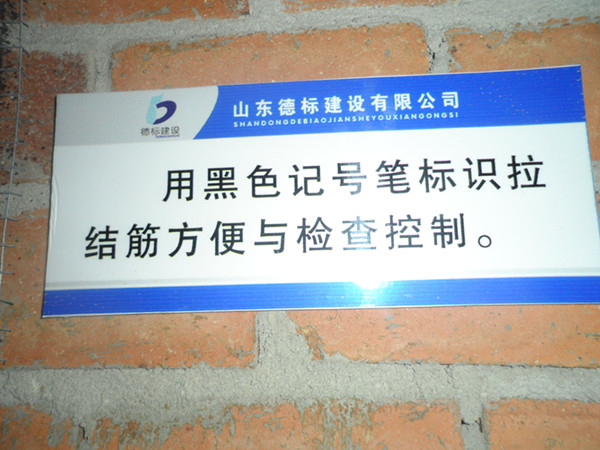 德标建设
山东德标建设有限公司
SHANDONGDEBIAOJIANSHEYOUXIANGONGSI
用黑色记号笔标识拉
结筋方便与检查控制。